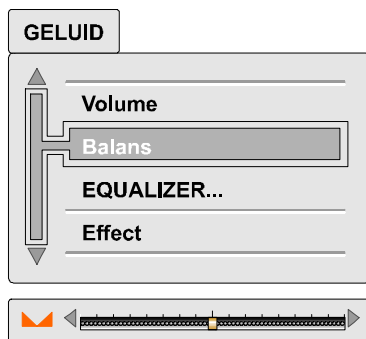 GELUID
Volume
Balans
EQUALIZER...
Effect